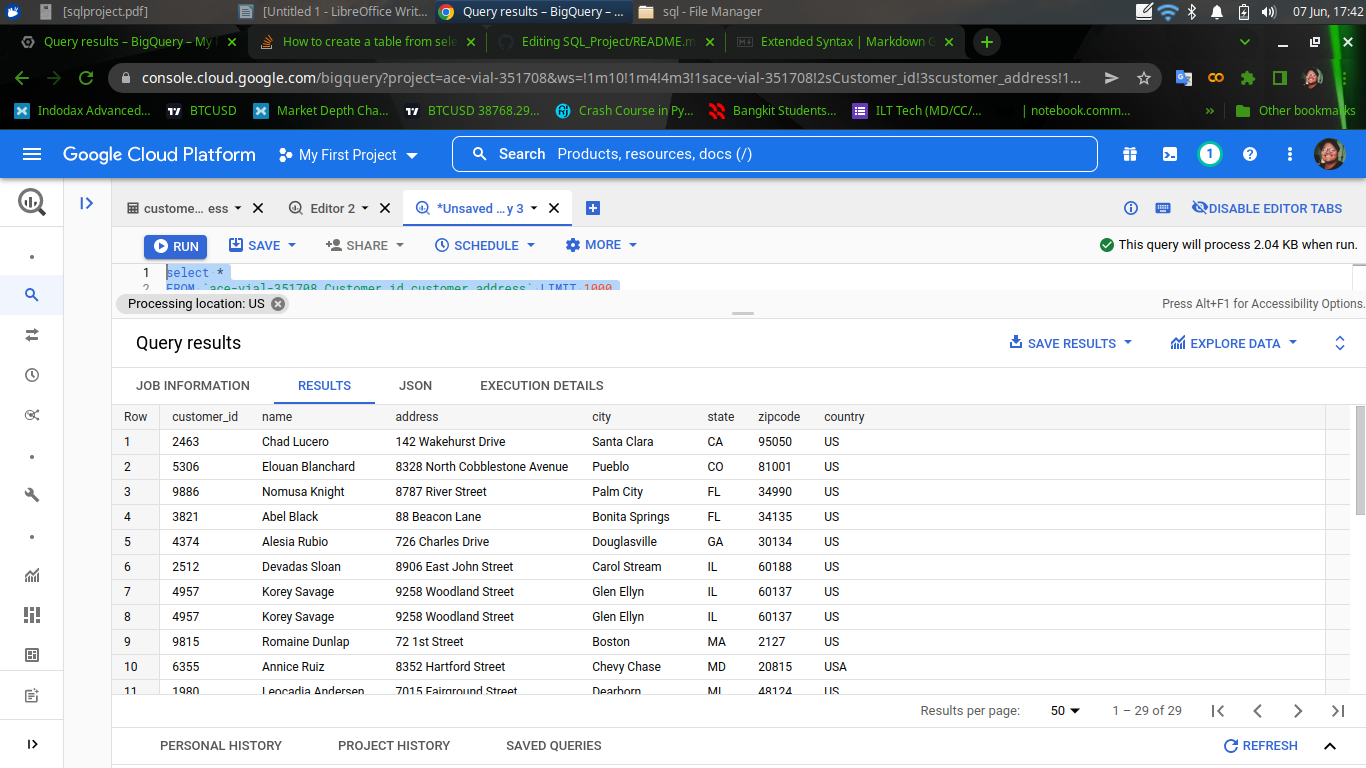 [sqlproject.pdf]
[Untitled 1 - LibreOffice Writ...
Query results – BigQuery – ...
sql - File Manager
07 Jun, 17:42
Query results – BigQuery – My
How to create a table from sele
Editing SQL_Project/README.m
Extended Syntax | Markdown G
console.cloud.google.com/bigquery?project=ace-vial-351708&ws=!1m10!1m4!4m3!1sace-vial-351708!2sCustomer_id!3scustomer_address!1...
Indodax Advanced...
BTCUSD
Market Depth Cha...
BTCUSD 38768.29...
Crash Course in Py...
Bangkit Students...
ILT Tech (MD/CC/...
| notebook.comm...
»
Other bookmarks
Google Cloud Platform
My First Project
Search Products, resources, docs (/)
1
custome... ess
Editor 2
*Unsaved ...y 3
DISABLE EDITOR TABS
RUN
SAVE
SHARE
SCHEDULE
MORE
This query will process 2.04 KB when run.
1 select *
2 FROM `ace-vial-351708.Customer_id.customer_address` LIMIT 1000
Processing location: US
Press Alt+F1 for Accessibility Options.
Query results
SAVE RESULTS
EXPLORE DATA
JOB INFORMATION
RESULTS
JSON
EXECUTION DETAILS
Row customer_id name address city state zipcode country
1 2463 Chad Lucero 142 Wakehurst Drive Santa Clara CA 95050 US
2 5306 Elouan Blanchard 8328 North Cobblestone Avenue Pueblo CO 81001 US
3 9886 Nomusa Knight 8787 River Street Palm City FL 34990 US
4 3821 Abel Black 88 Beacon Lane Bonita Springs FL 34135 US
5 4374 Alesia Rubio 726 Charles Drive Douglasville GA 30134 US
6 2512 Devadas Sloan 8906 East John Street Carol Stream IL 60188 US
7 4957 Korey Savage 9258 Woodland Street Glen Ellyn IL 60137 US
8 4957 Korey Savage 9258 Woodland Street Glen Ellyn IL 60137 US
9 9815 Romaine Dunlap 72 1st Street Boston MA 2127 US
10 6355 Annice Ruiz 8352 Hartford Street Chevy Chase MD 20815 USA
11 1980 Leocadia Andersen 7015 Fairground Street Dearborn MI 48124 US
Results per page: 50
1 – 29 of 29
PERSONAL HISTORY
PROJECT HISTORY
SAVED QUERIES
REFRESH